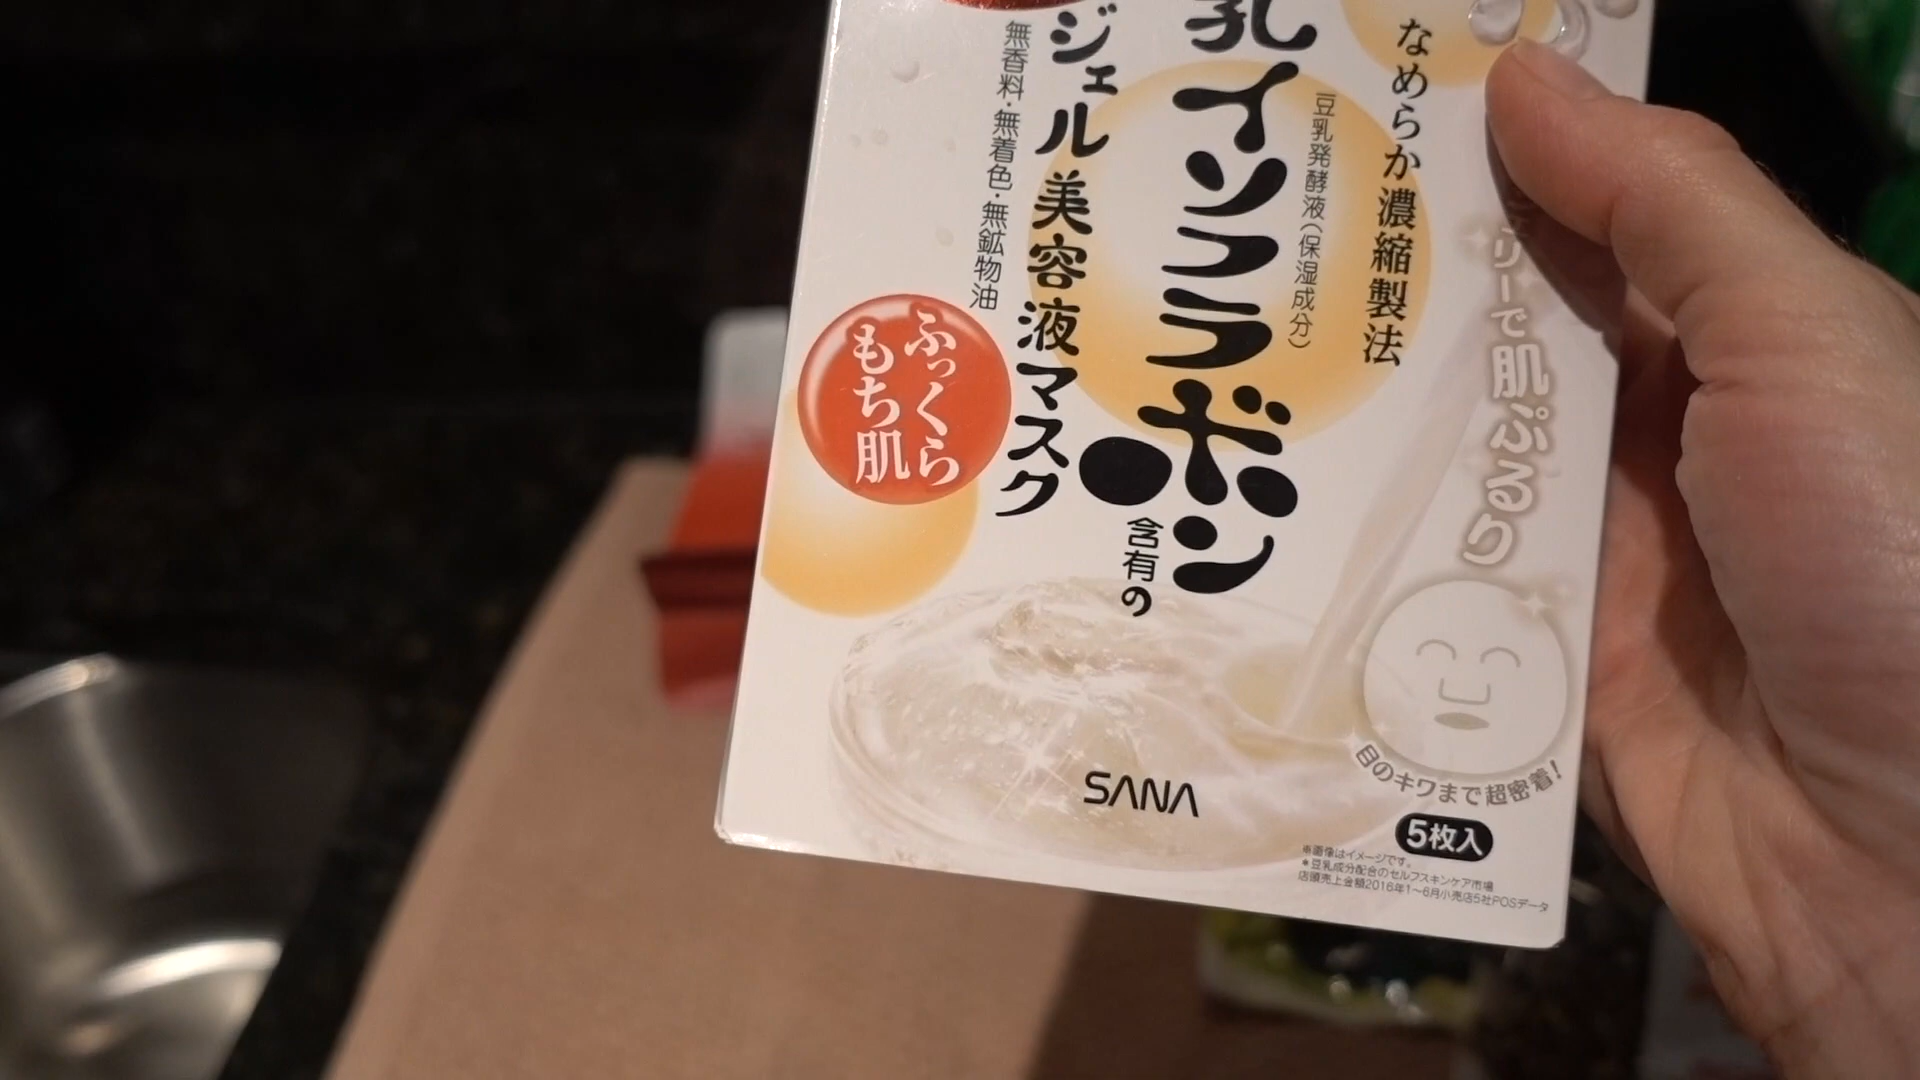 リーで肌ぷるり
なめらか濃縮製法
豆乳発酵液(保湿成分)
乳イソフラボン
含有の
ジェル美容液マスク
無香料・無着色・無鉱物油
ふっくら
もち肌
目のキワまで超密着!
SANA
5枚入
※画像はイメージです。
*豆乳成分配合のセルフスキンケア市場
店頭売上金額2016年1〜6月小売店5社POSデータ